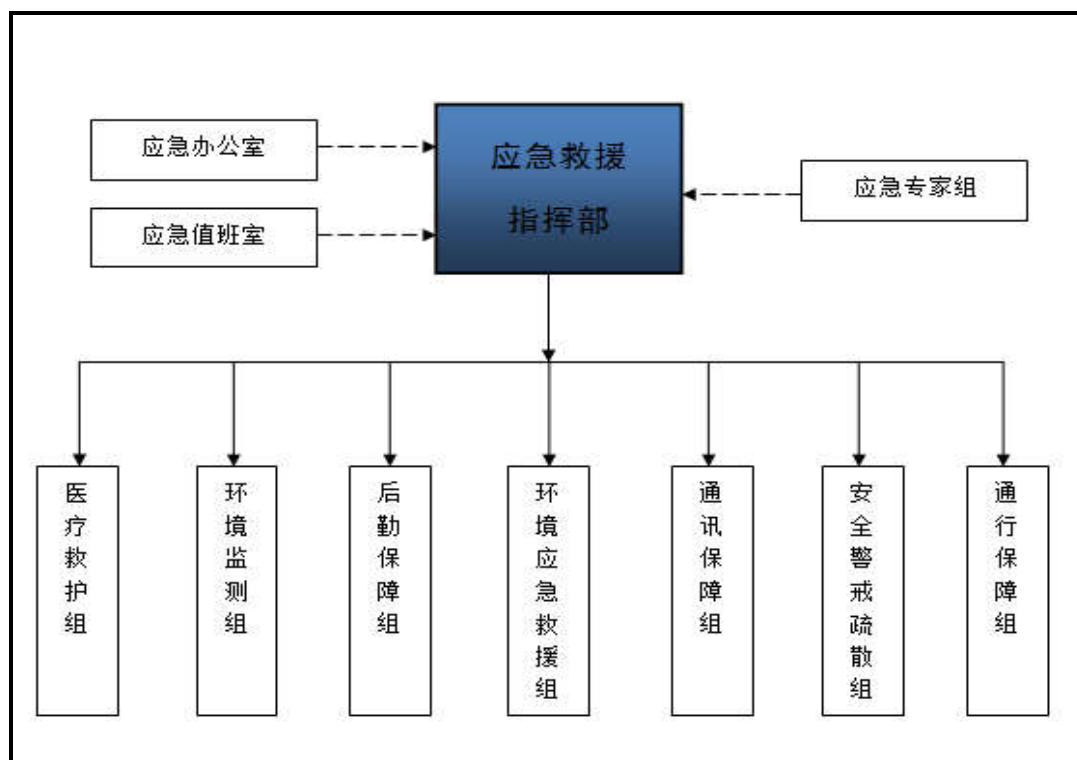 应急办公室
应急救援
指挥部
应急专家组
应急值班室
医疗救护组
环境监测组
后勤保障组
环境应急救援组
通讯保障组
安全警戒疏散组
通行保障组